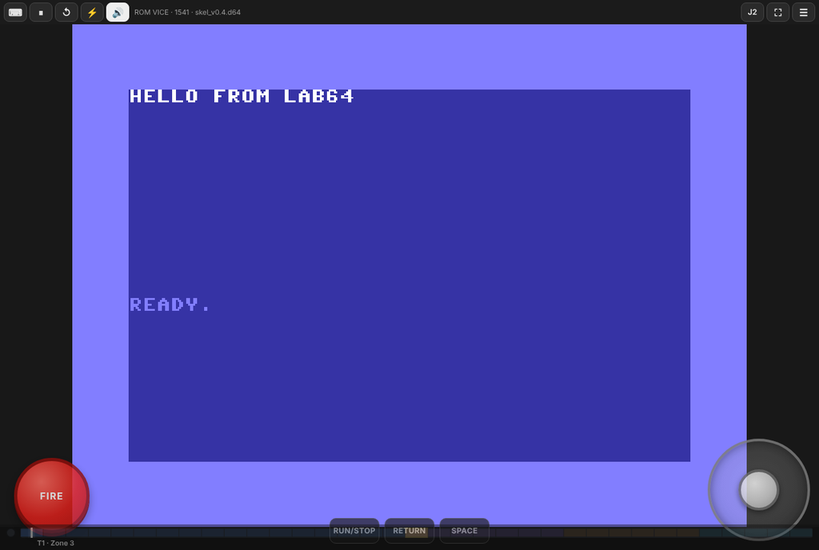 ROM VICE · 1541 · skel_v0.4.d64
J2
HELLO FROM LAB64
READY.
FIRE
RUN/STOP
RETURN
SPACE
T1 · Zone 3